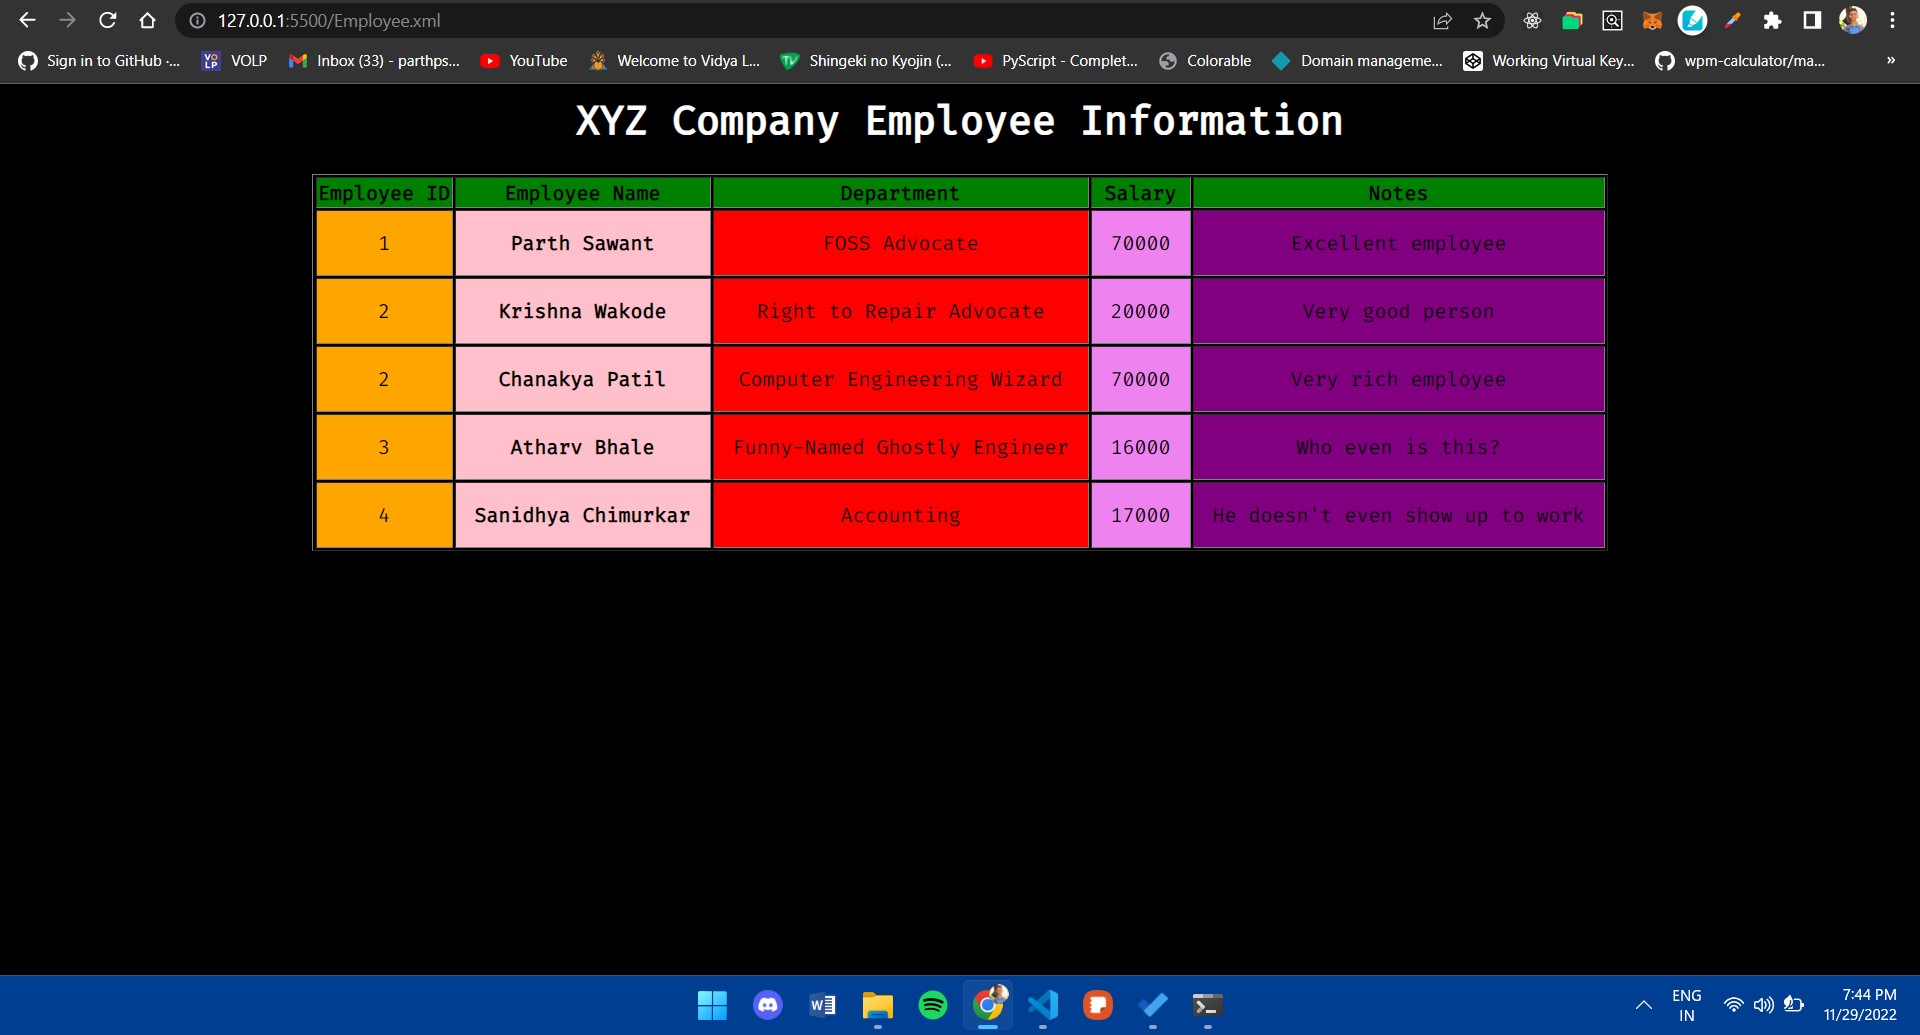 127.0.0.1:5500/Employee.xml
Sign in to GitHub ·... VOLP Inbox (33) - parthps... YouTube Welcome to Vidya L... Shingeki no Kyojin (... PyScript - Complet... Colorable Domain manageme... Working Virtual Key... wpm-calculator/ma... »
XYZ Company Employee Information
Employee ID Employee Name Department Salary Notes
1 Parth Sawant FOSS Advocate 70000 Excellent employee
2 Krishna Wakode Right to Repair Advocate 20000 Very good person
2 Chanakya Patil Computer Engineering Wizard 70000 Very rich employee
3 Atharv Bhale Funny-Named Ghostly Engineer 16000 Who even is this?
4 Sanidhya Chimurkar Accounting 17000 He doesn't even show up to work
ENG
IN
7:44 PM
11/29/2022